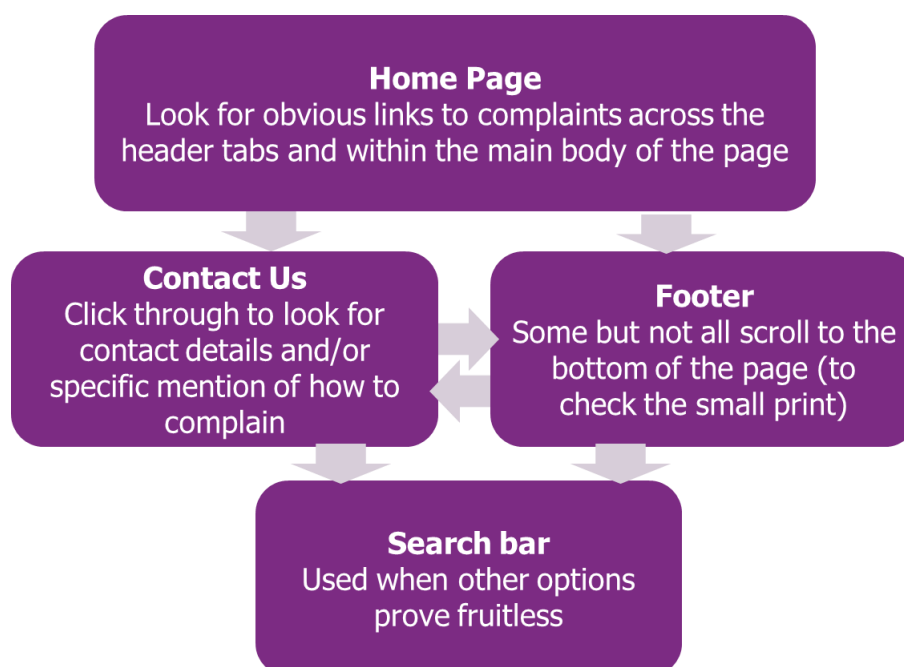 Home Page
Look for obvious links to complaints across the
header tabs and within the main body of the page
Contact Us
Click through to look for
contact details and/or
specific mention of how to
complain
Footer
Some but not all scroll to the
bottom of the page (to
check the small print)
Search bar
Used when other options
prove fruitless